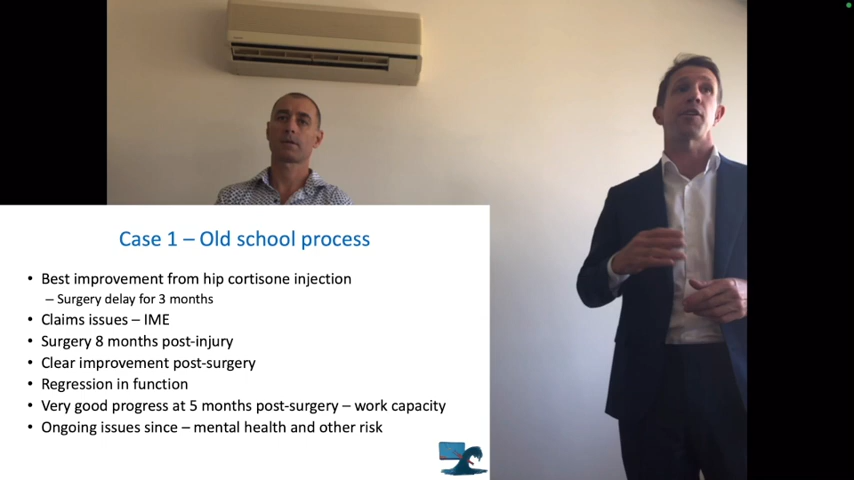 Case 1 – Old school process
• Best improvement from hip cortisone injection
– Surgery delay for 3 months
• Claims issues – IME
• Surgery 8 months post-injury
• Clear improvement post-surgery
• Regression in function
• Very good progress at 5 months post-surgery – work capacity
• Ongoing issues since – mental health and other risk